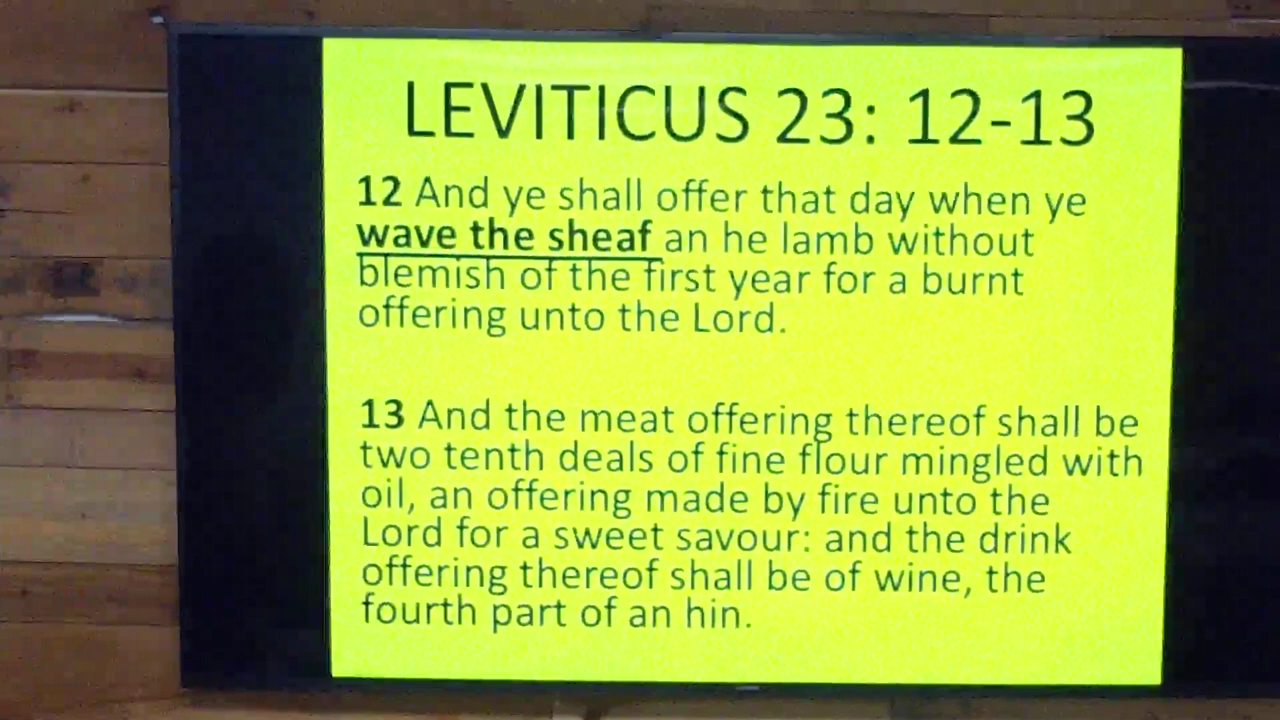 LEVITICUS 23: 12-13
12 And ye shall offer that day when ye
wave the sheaf an he lamb without
blemish of the first year for a burnt
offering unto the Lord.
13 And the meat offering thereof shall be
two tenth deals of fine flour mingled with
oil, an offering made by fire unto the
Lord for a sweet savour: and the drink
offering thereof shall be of wine, the
fourth part of an hin.